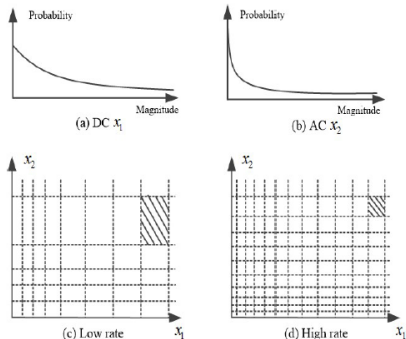 Probability
Magnitude
(a) DC x₁
Probability
Magnitude
(b) AC x₂
x₂
x₁
(c) Low rate
x₂
x₁
(d) High rate